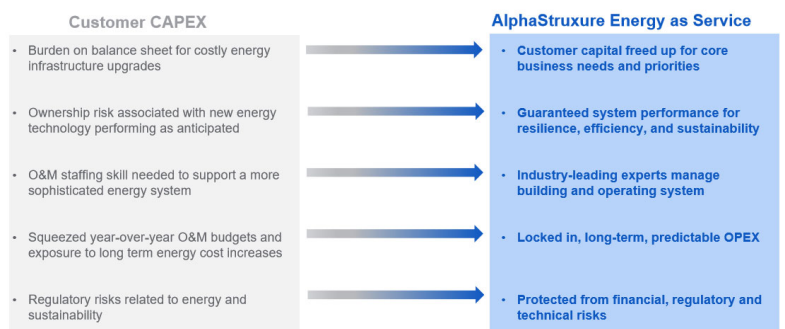 Customer CAPEX
AlphaStruxure Energy as Service
• Burden on balance sheet for costly energy
infrastructure upgrades
• Customer capital freed up for core
business needs and priorities
• Ownership risk associated with new energy
technology performing as anticipated
• Guaranteed system performance for
resilience, efficiency, and sustainability
• O&M staffing skill needed to support a more
sophisticated energy system
• Industry-leading experts manage
building and operating system
• Squeezed year-over-year O&M budgets and
exposure to long term energy cost increases
• Locked in, long-term, predictable OPEX
• Regulatory risks related to energy and
sustainability
• Protected from financial, regulatory and
technical risks